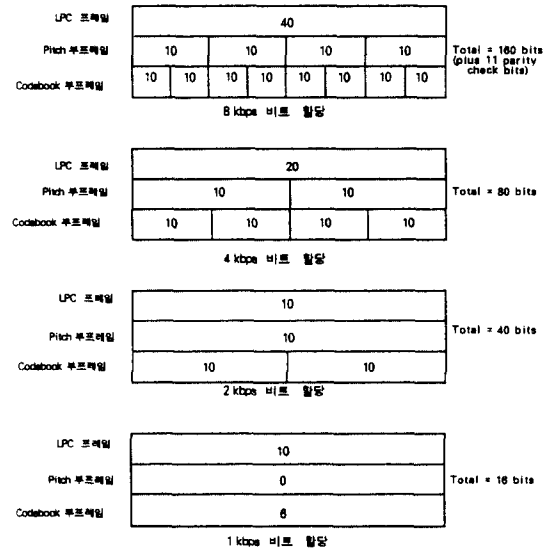 LPC 프레임
40
Pitch 부프레임
10 10 10 10
Total = 160 bits
(plus 11 parity
check bits)
Codebook 부프레임
10 10 10 10 10 10 10 10
8 kbps 비트 할당
LPC 프레임
20
Pitch 부프레임
10 10
Total = 80 bits
Codebook 부프레임
10 10 10 10
4 kbps 비트 할당
LPC 프레임
10
Pitch 부프레임
10
Total = 40 bits
Codebook 부프레임
10 10
2 kbps 비트 할당
LPC 프레임
10
Pitch 부프레임
0
Total = 16 bits
Codebook 부프레임
6
1 kbps 비트 할당